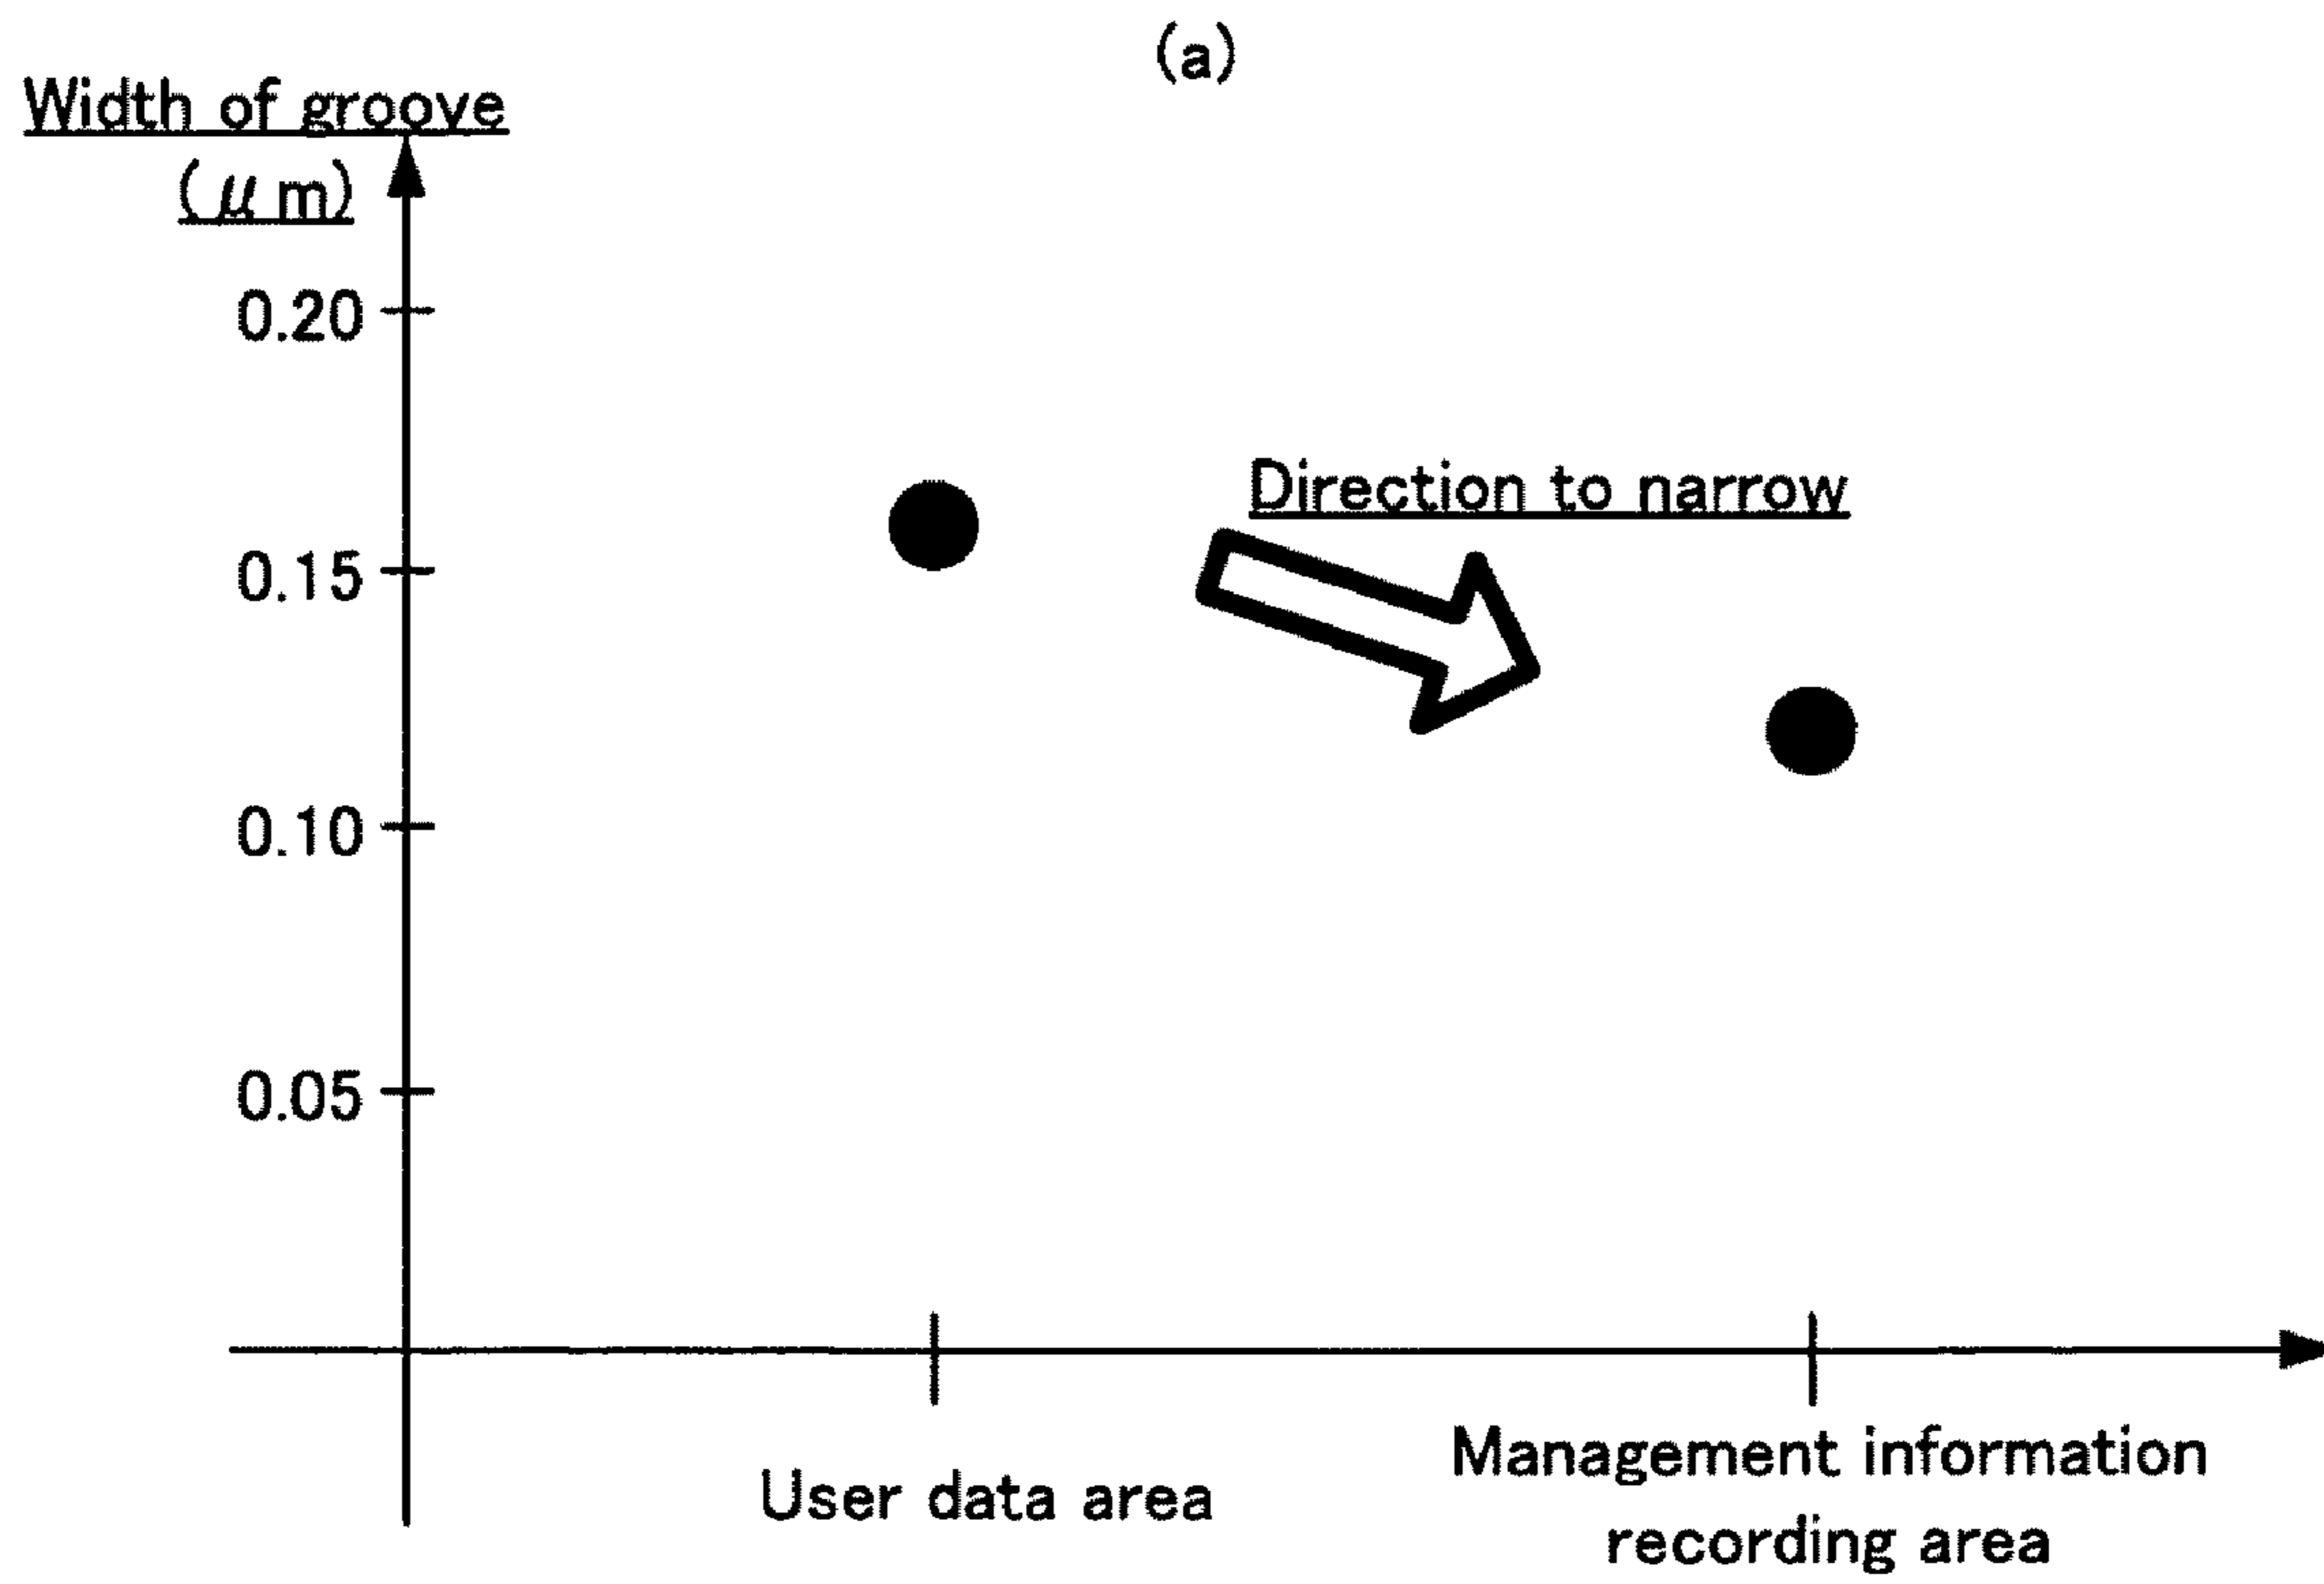 (a)
Width of groove
(μm)
0.20
Direction to narrow
0.15
0.10
0.05
User data area
Management information
recording area